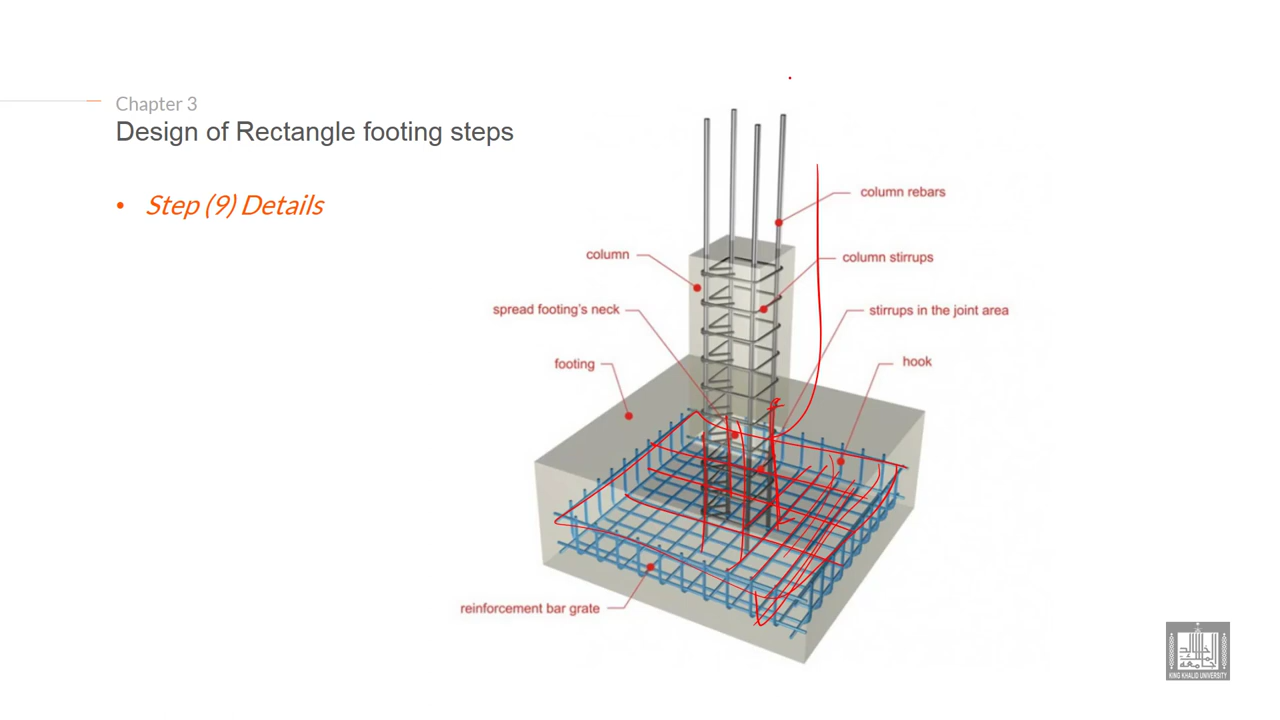 Chapter 3
Design of Rectangle footing steps
• Step (9) Details
column rebars
column
column stirrups
spread footing's neck
stirrups in the joint area
footing
hook
reinforcement bar grate
KING KHALID UNIVERSITY